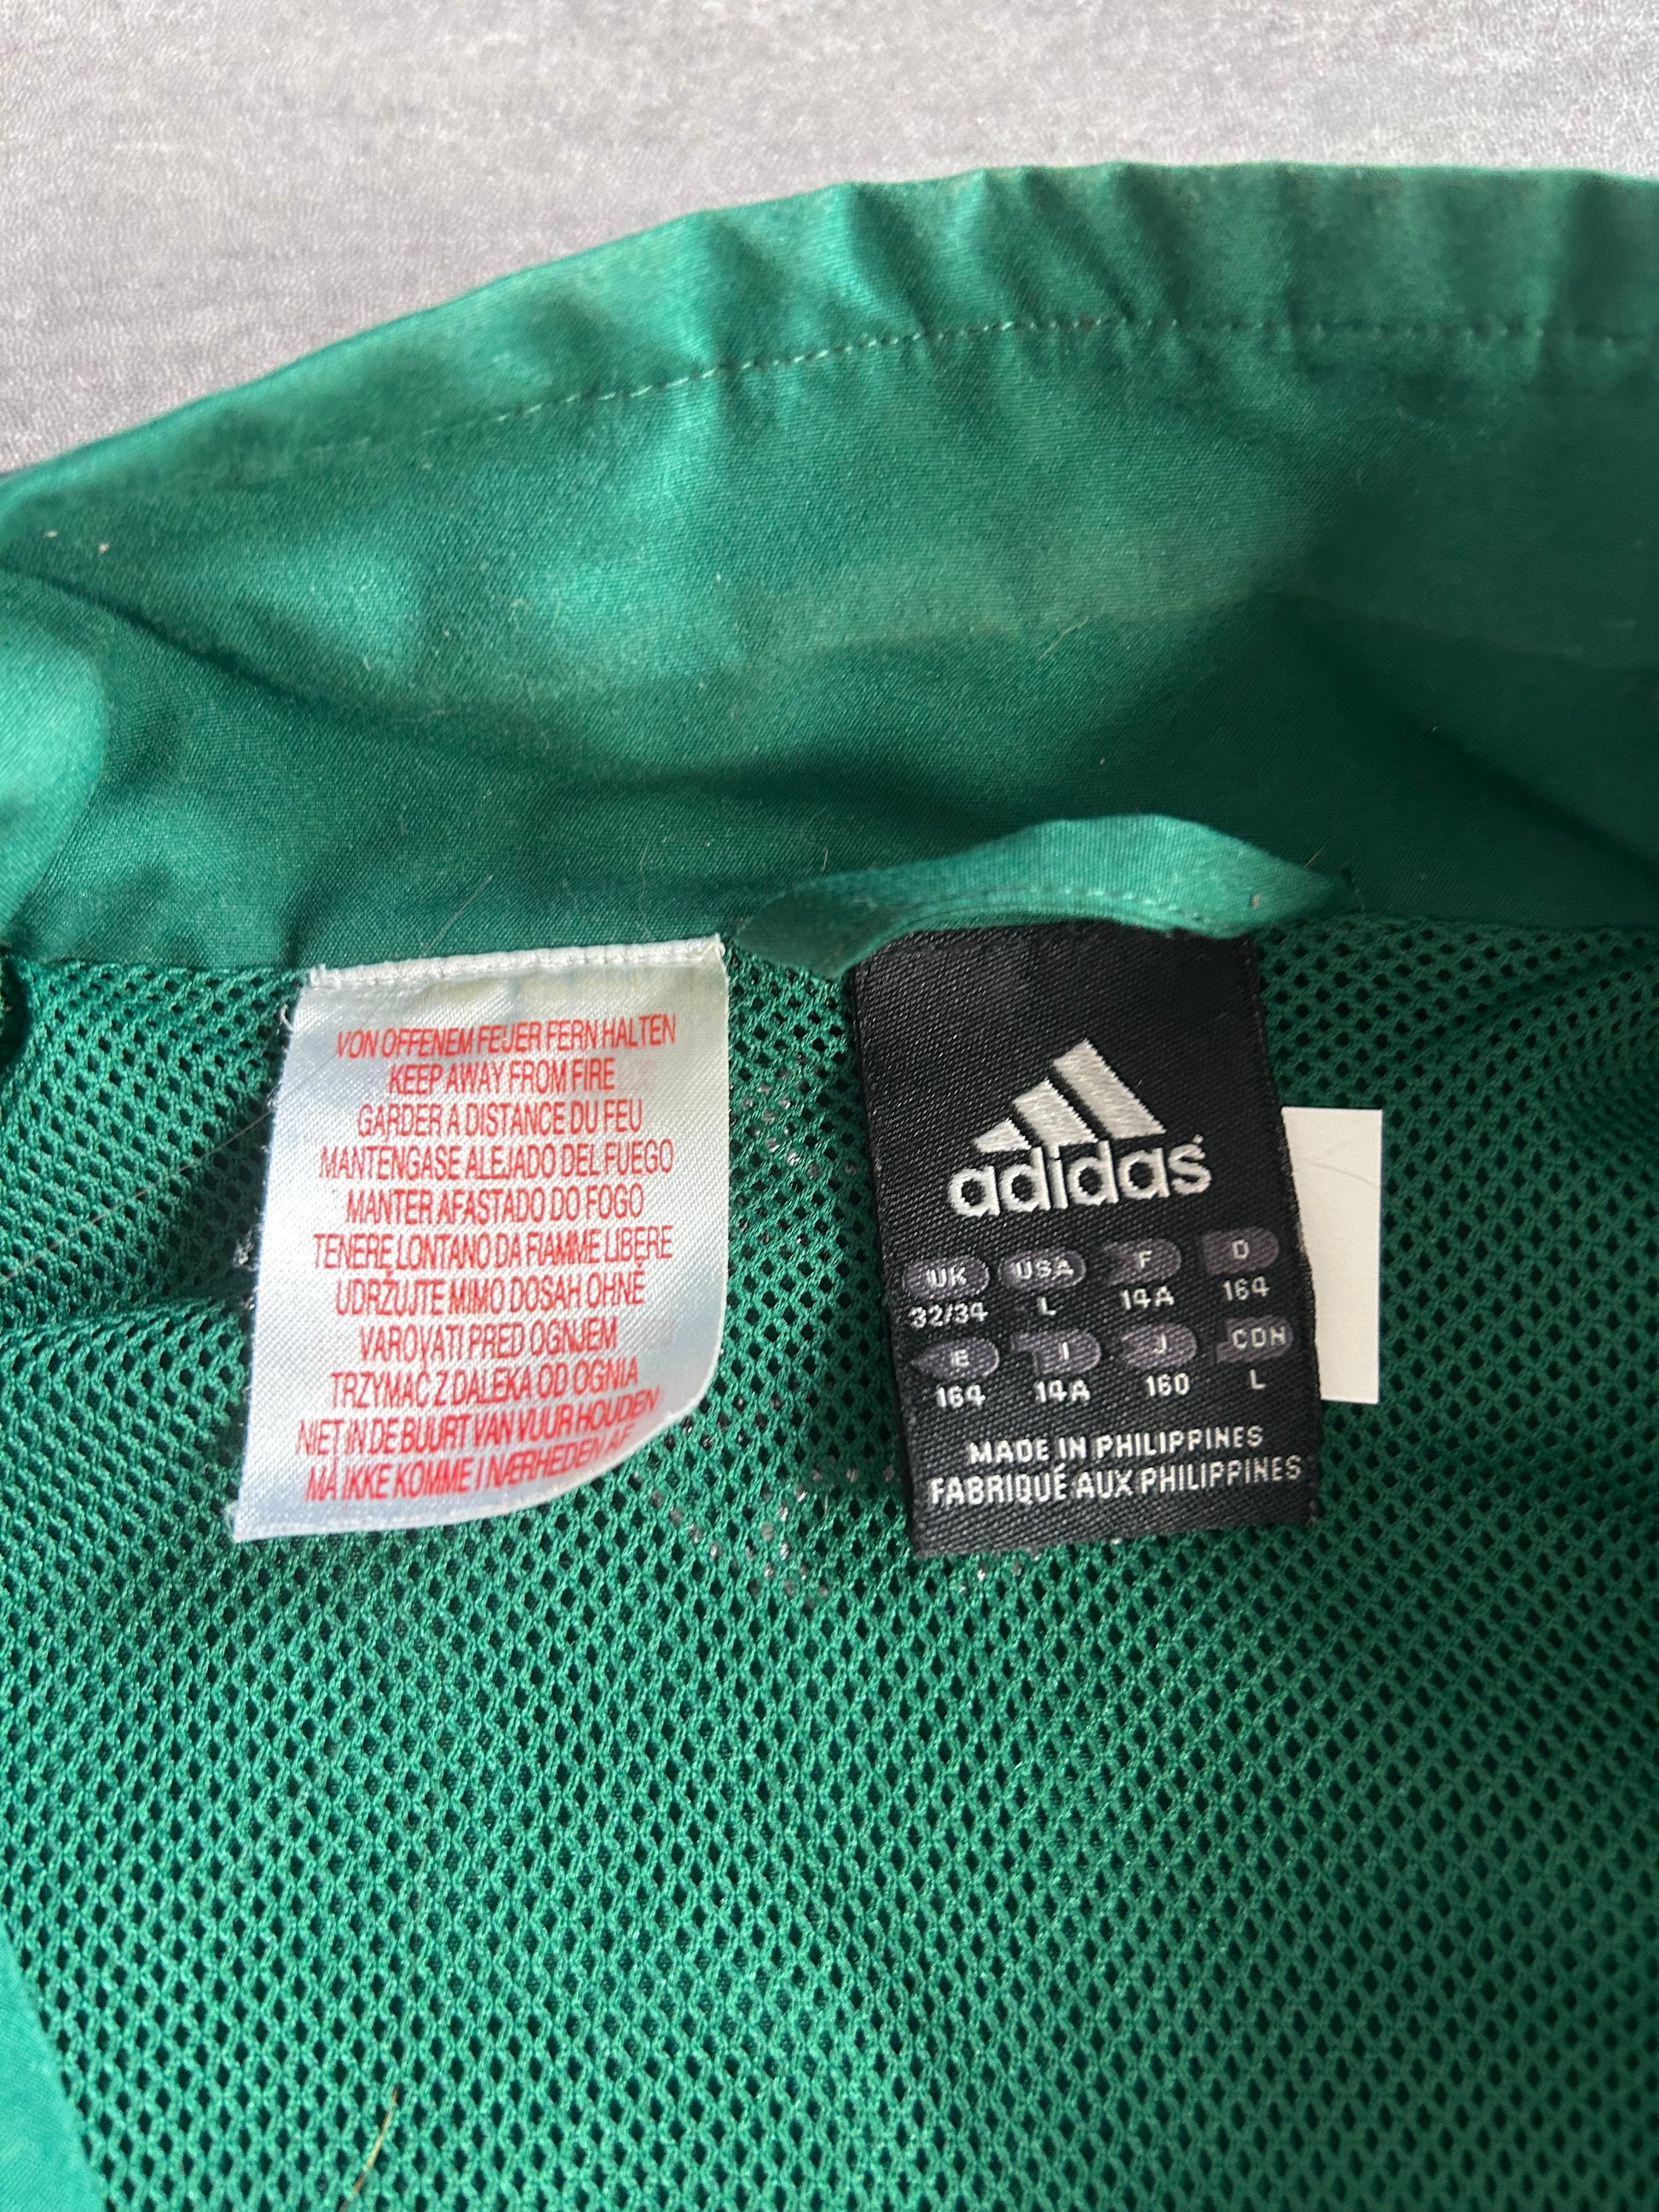 VON OFFENEM FEUER FERN HALTEN
KEEP AWAY FROM FIRE
GARDER A DISTANCE DU FEU
MANTENGASE ALEJADO DEL FUEGO
MANTER AFASTADO DO FOGO
TENERE LONTANO DA FIAMME LIBERE
UDRŽUJTE MIMO DOSAH OHNĚ
VAROVATI PRED OGNJEM
TRZYMAĆ Z DALEKA OD OGNIA
NIET IN DE BUURT VAN VUUR HOUDEN
MÅ IKKE KOMME I NÆRHEDEN AF
adidas
UK USA F D
32/34 L 14A 164
E I J CDN
164 14A 160 L
MADE IN PHILIPPINES
FABRIQUÉ AUX PHILIPPINES